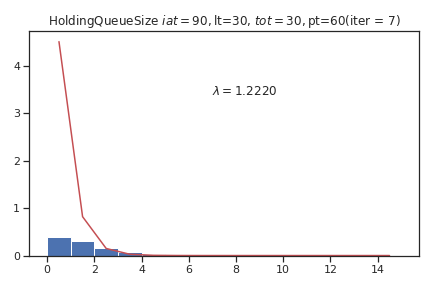 HoldingQueueSize iat = 90, lt=30, tot = 30, pt=60(iter = 7)
λ = 1.2220
4
3
2
1
0
0 2 4 6 8 10 12 14